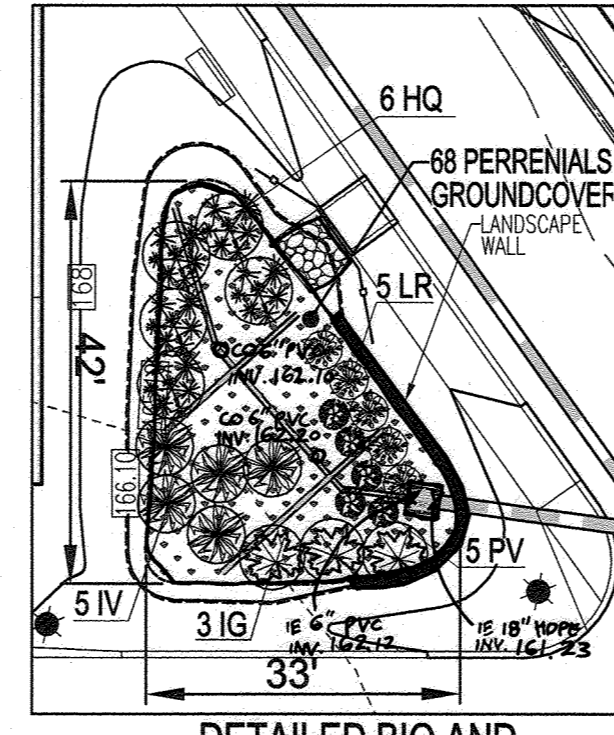 6 HQ
68 PERRENIALS
GROUNDCOVER
LANDSCAPE
WALL
168
5 LR
42'
CO 6" PVC
INV. 162.10
CO 6" PVC
INV. 162.20
166.10
5 PV
5 IV
3 IG
IE 6" PVC
INV. 162.12
IE 18" HDPE
INV. 161.23
33'
DETAILED BIO AND